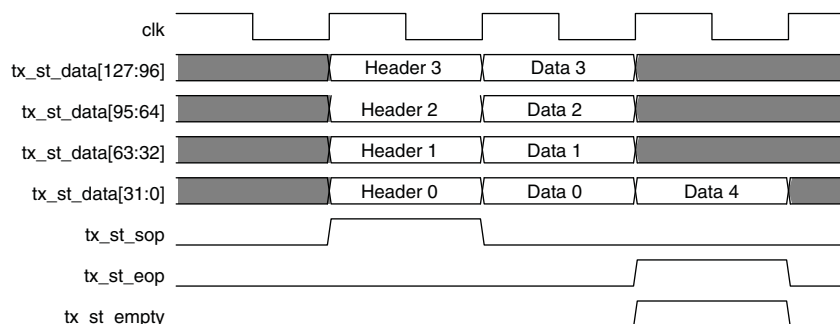 clk
tx_st_data[127:96] Header 3 Data 3
tx_st_data[95:64] Header 2 Data 2
tx_st_data[63:32] Header 1 Data 1
tx_st_data[31:0] Header 0 Data 0 Data 4
tx_st_sop
tx_st_eop
tx_st_empty